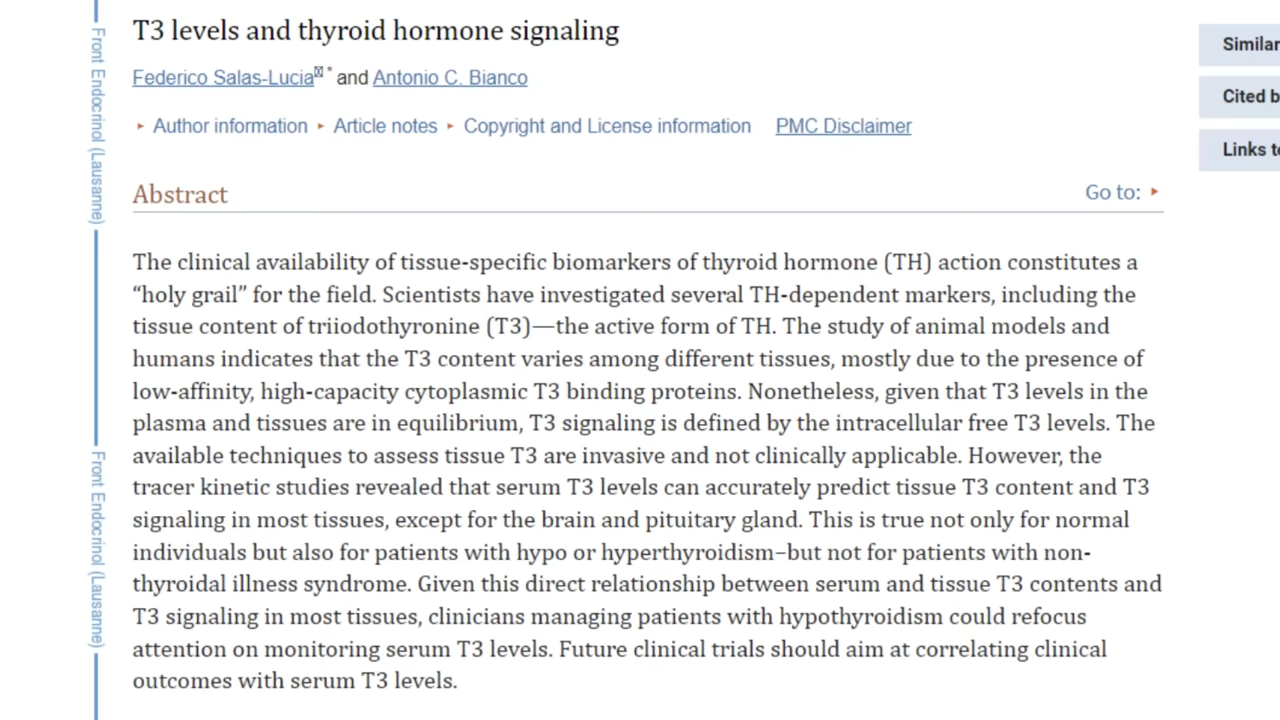 T3 levels and thyroid hormone signaling
Federico Salas-Lucia * and Antonio C. Bianco
Author information Article notes Copyright and License information PMC Disclaimer
Abstract
Go to:
The clinical availability of tissue-specific biomarkers of thyroid hormone (TH) action constitutes a
“holy grail” for the field. Scientists have investigated several TH-dependent markers, including the
tissue content of triiodothyronine (T3)—the active form of TH. The study of animal models and
humans indicates that the T3 content varies among different tissues, mostly due to the presence of
low-affinity, high-capacity cytoplasmic T3 binding proteins. Nonetheless, given that T3 levels in the
plasma and tissues are in equilibrium, T3 signaling is defined by the intracellular free T3 levels. The
available techniques to assess tissue T3 are invasive and not clinically applicable. However, the
tracer kinetic studies revealed that serum T3 levels can accurately predict tissue T3 content and T3
signaling in most tissues, except for the brain and pituitary gland. This is true not only for normal
individuals but also for patients with hypo or hyperthyroidism–but not for patients with non-
thyroidal illness syndrome. Given this direct relationship between serum and tissue T3 contents and
T3 signaling in most tissues, clinicians managing patients with hypothyroidism could refocus
attention on monitoring serum T3 levels. Future clinical trials should aim at correlating clinical
outcomes with serum T3 levels.
Front Endocrinol (Lausanne)
Front Endocrinol (Lausanne)
Similar
Cited b
Links to